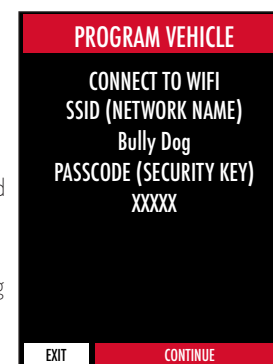 PROGRAM VEHICLE
CONNECT TO WIFI
SSID (NETWORK NAME)
Bully Dog
PASSCODE (SECURITY KEY)
XXXXX
EXIT
CONTINUE